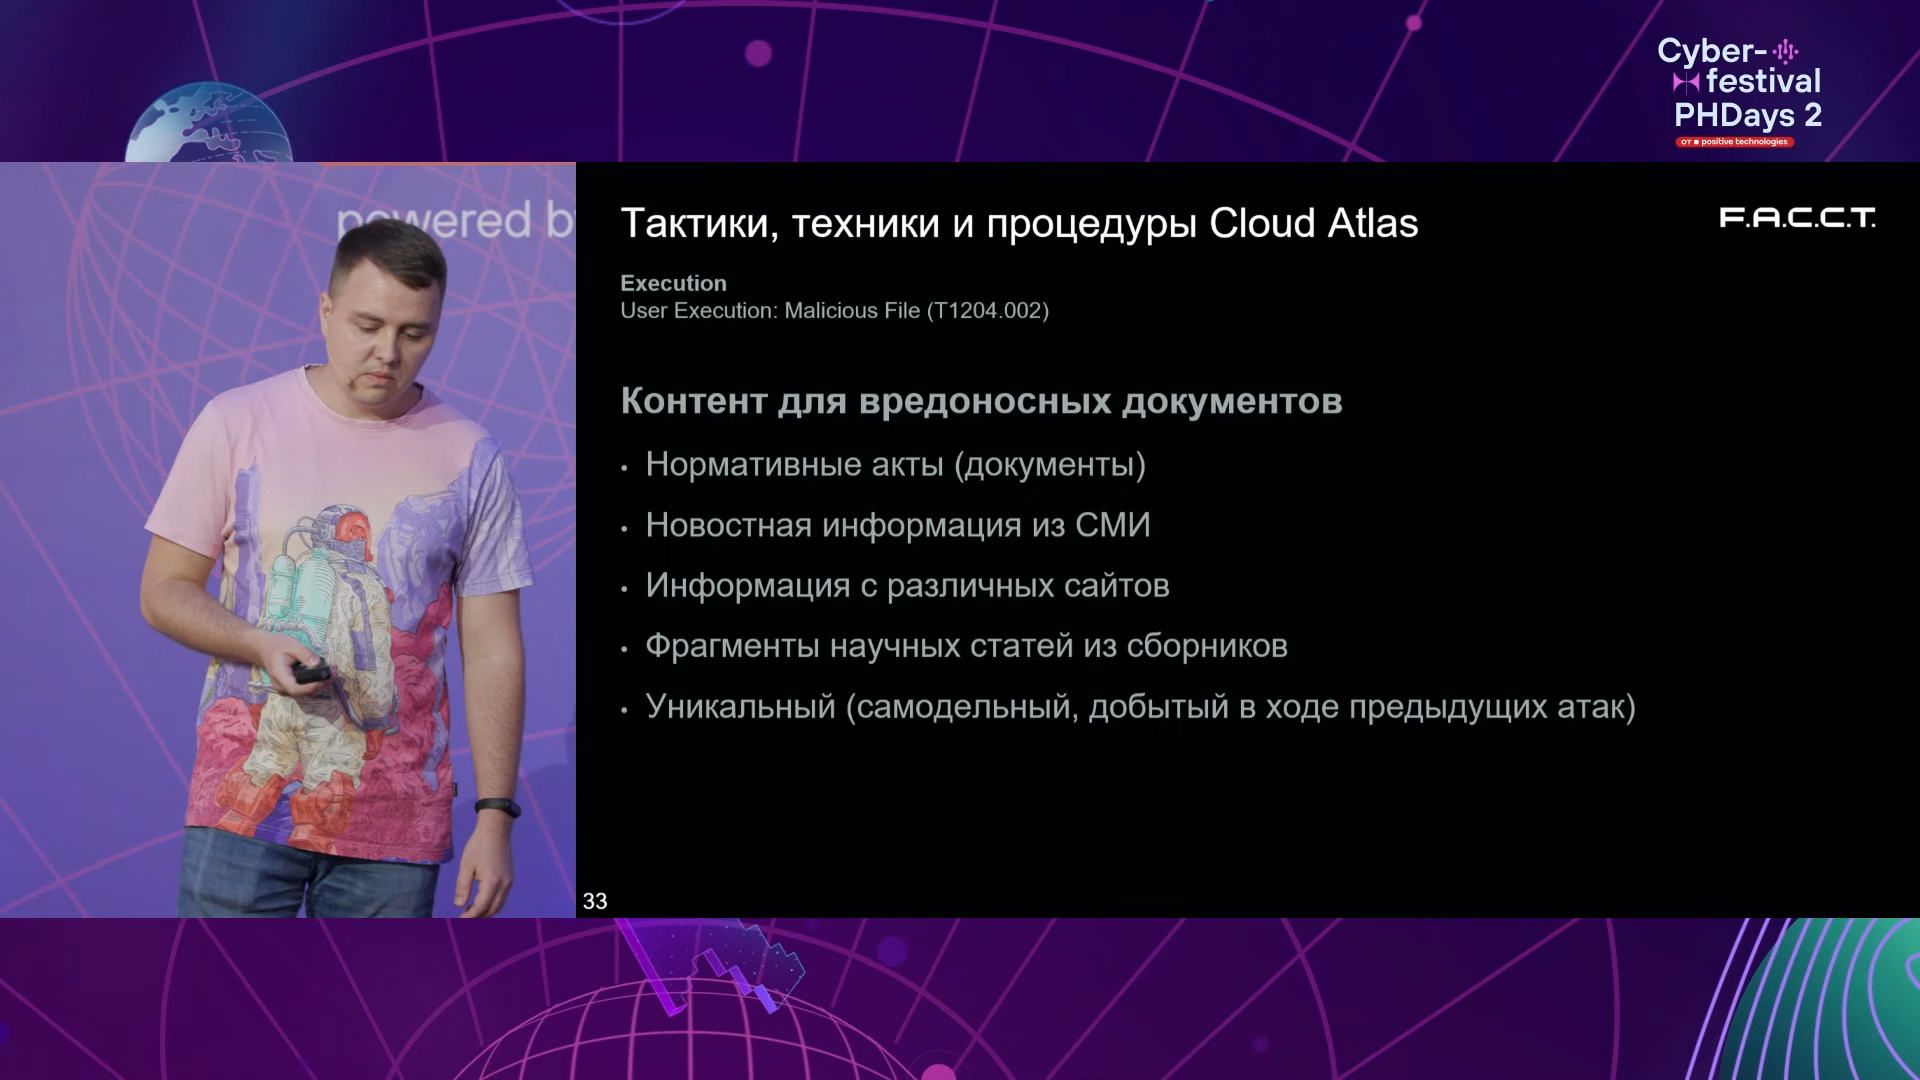 Cyber-
festival
PHDays 2
от positive technologies
powered by
Тактики, техники и процедуры Cloud Atlas
F.A.C.C.T.
Execution
User Execution: Malicious File (T1204.002)
Контент для вредоносных документов
• Нормативные акты (документы)
• Новостная информация из СМИ
• Информация с различных сайтов
• Фрагменты научных статей из сборников
• Уникальный (самодельный, добытый в ходе предыдущих атак)
33